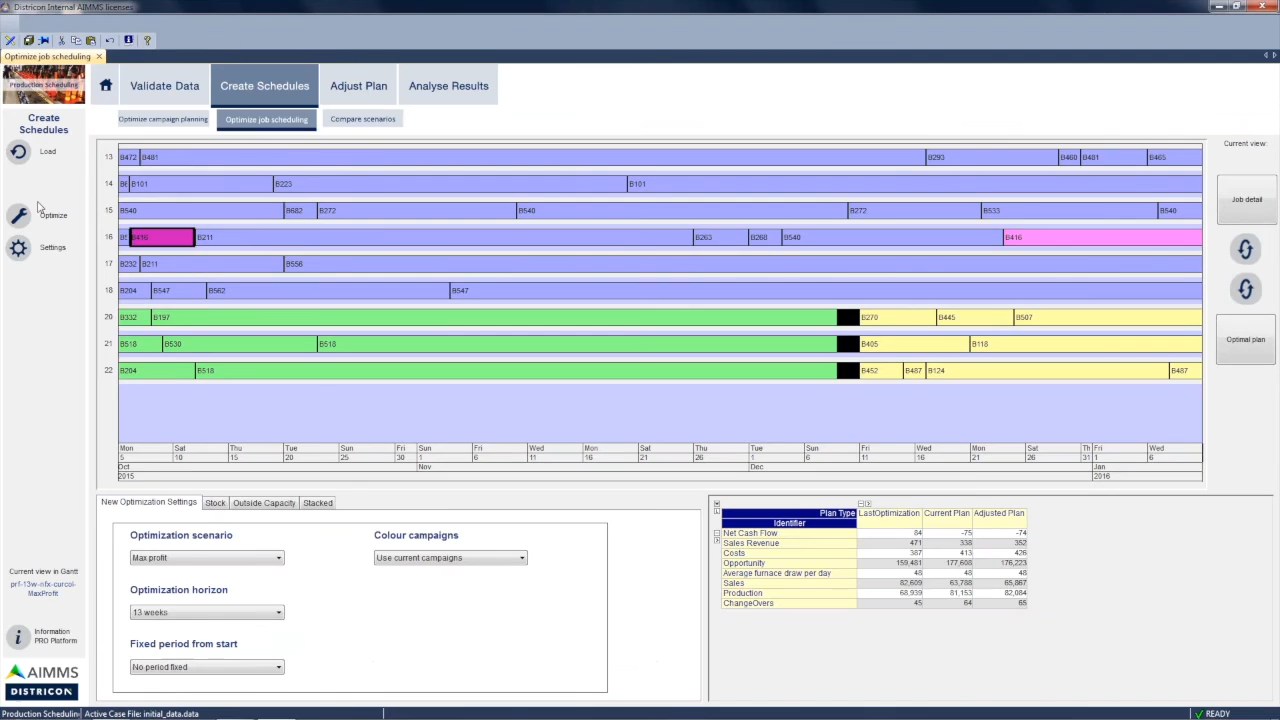 Districon Internal AIMMS licenses
Optimize job scheduling
Production Scheduling
Validate Data
Create Schedules
Adjust Plan
Analyse Results
Optimize campaign planning
Optimize job scheduling
Compare scenarios
Create
Schedules
Load
Optimize
Settings
Current view in Gantt
prf-13w-nfx-curcol-
MaxProfit
Information
PRO Platform
AIMMS
DISTRICON
13 B472 B481 B293 B460 B481 B465
14 B101 B223 B101
15 B540 B682 B272 B540 B272 B533 B540
16 B416 B211 B263 B268 B540 B416
17 B232 B211 B556
18 B204 B547 B562 B547
20 B332 B197 B270 B445 B507
21 B518 B530 B518 B405 B118
22 B204 B518 B452 B487 B124 B487
Mon Sat Thu Tue Sun Fri Sun Fri Wed Mon Sat Thu Tue Sun Fri Wed Mon Sat Th Fri Wed
5 10 15 20 25 30 1 6 11 16 21 26 1 6 11 16 21 26 31 1 6
Oct Nov Dec Jan
2015 2016
Current view:
Job detail
Optimal plan
New Optimization Settings Stock Outside Capacity Stacked
Optimization scenario
Max profit
Colour campaigns
Use current campaigns
Optimization horizon
13 weeks
Fixed period from start
No period fixed
Plan Type LastOptimization Current Plan Adjusted Plan
Identifier
Net Cash Flow 84 -75 -74
Sales Revenue 471 338 352
Costs 387 413 426
Opportunity 159,481 177,608 176,223
Average furnace draw per day 48 48 48
Sales 82,609 63,788 65,867
Production 68,939 81,153 82,084
ChangeOvers 45 64 65
Production Schedulin Active Case File: initial_data.data
READY